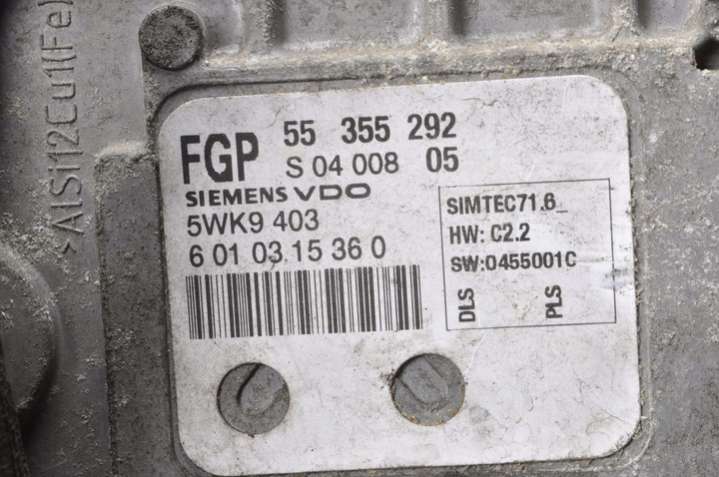 >AlSi12Cu1(Fe)
FGP 55 355 292
S 04 008 05
SIEMENS VDO
5WK9 403
6 01 03 15 36 0
SIMTEC71.6_
HW: C2.2
SW:0455001C
DLS PLS